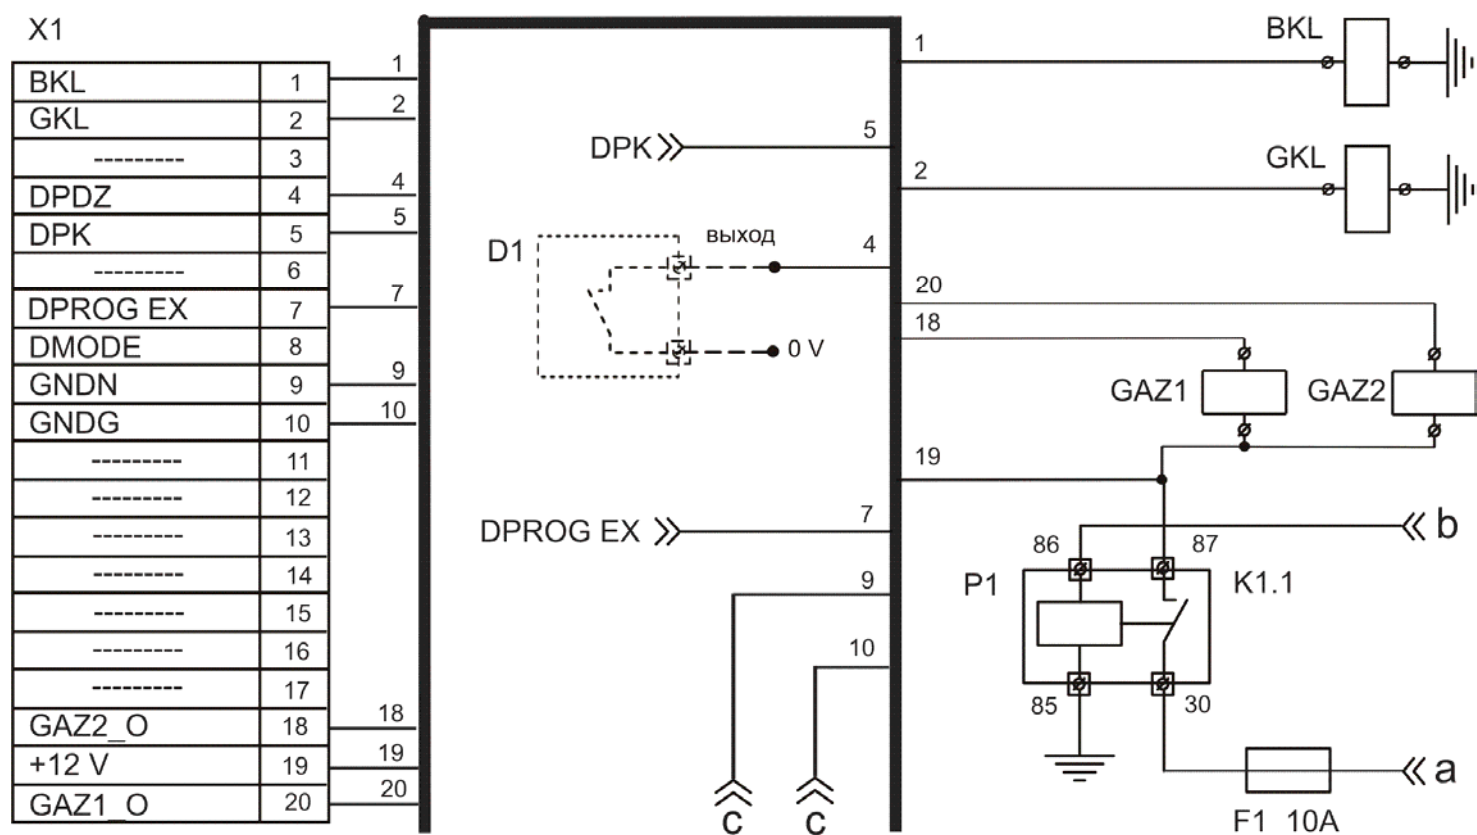 X1
BKL 1 1
GKL 2 2
--------- 3
DPDZ 4 4
DPK 5 5
--------- 6
DPROG EX 7 7
DMODE 8
GNDN 9 9
GNDG 10 10
--------- 11
--------- 12
--------- 13
--------- 14
--------- 15
--------- 16
--------- 17
GAZ2_O 18 18
+12 V 19 19
GAZ1_O 20 20
DPK 5
D1 выход 4
0 V
DPROG EX 7
9
10
c c
1 BKL
2 GKL
20
18
GAZ1 GAZ2
19
b
86 87
P1 K1.1
85 30
a
F1 10A